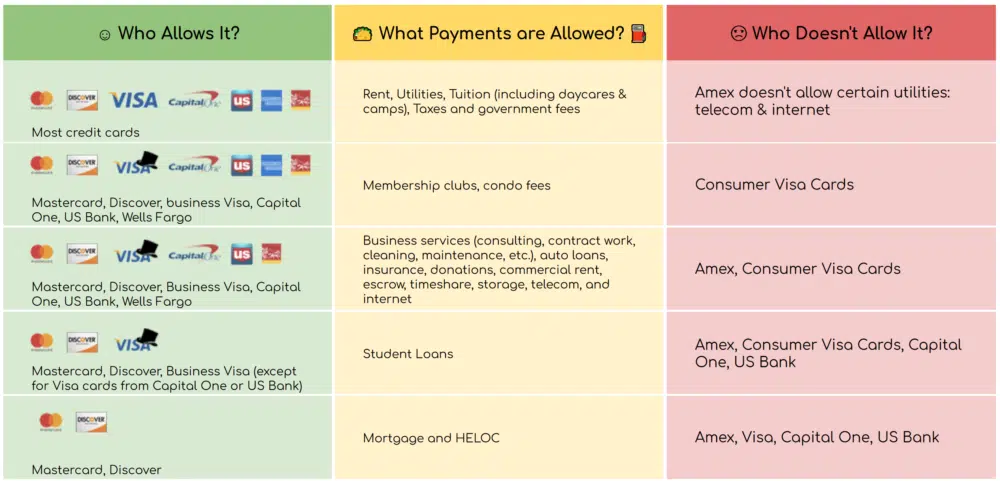 ☺ Who Allows It?
🌮 What Payments are Allowed? ⛽
☹ Who Doesn't Allow It?
DISCOVER VISA Capital One US
Most credit cards
Rent, Utilities, Tuition (including daycares &
camps), Taxes and government fees
Amex doesn't allow certain utilities:
telecom & internet
DISCOVER VISA Capital One US
Mastercard, Discover, business Visa, Capital
One, US Bank, Wells Fargo
Membership clubs, condo fees
Consumer Visa Cards
DISCOVER VISA Capital One US
Mastercard, Discover, Business Visa, Capital
One, US Bank, Wells Fargo
Business services (consulting, contract work,
cleaning, maintenance, etc.), auto loans,
insurance, donations, commercial rent,
escrow, timeshare, storage, telecom, and
internet
Amex, Consumer Visa Cards
DISCOVER VISA
Mastercard, Discover, Business Visa (except
for Visa cards from Capital One or US Bank)
Student Loans
Amex, Consumer Visa Cards, Capital
One, US Bank
DISCOVER
Mastercard, Discover
Mortgage and HELOC
Amex, Visa, Capital One, US Bank